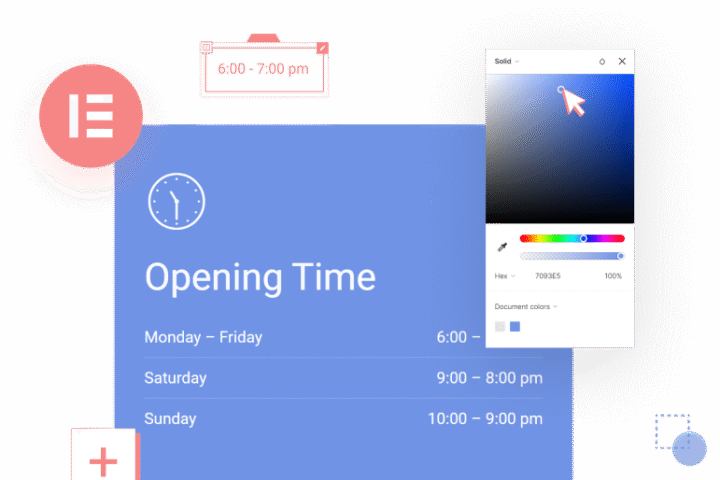 6:00 - 7:00 pm
Solid
Opening Time
Hex 7093E5 100%
Monday – Friday 6:00 –
Document colors
Saturday 9:00 – 8:00 pm
Sunday 10:00 – 9:00 pm